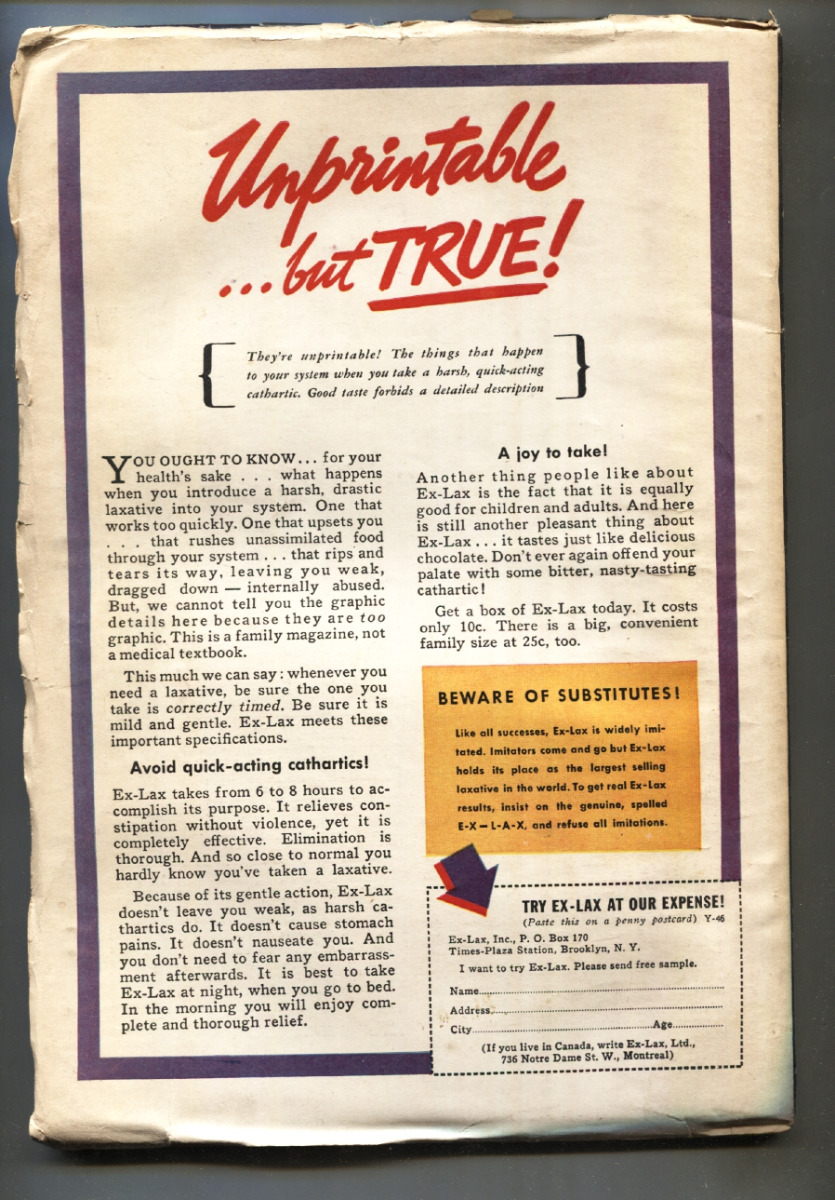 Unprintable
...but TRUE!
They're unprintable! The things that happen
to your system when you take a harsh, quick-acting
cathartic. Good taste forbids a detailed description
YOU OUGHT TO KNOW... for your
health's sake . . . what happens
when you introduce a harsh, drastic
laxative into your system. One that
works too quickly. One that upsets you
. . . that rushes unassimilated food
through your system . . . that rips and
tears its way, leaving you weak,
dragged down — internally abused.
But, we cannot tell you the graphic
details here because they are too
graphic. This is a family magazine, not
a medical textbook.
This much we can say: whenever you
need a laxative, be sure the one you
take is correctly timed. Be sure it is
mild and gentle. Ex-Lax meets these
important specifications.
Avoid quick-acting cathartics!
Ex-Lax takes from 6 to 8 hours to ac-
complish its purpose. It relieves con-
stipation without violence, yet it is
completely effective. Elimination is
thorough. And so close to normal you
hardly know you've taken a laxative.
Because of its gentle action, Ex-Lax
doesn't leave you weak, as harsh ca-
thartics do. It doesn't cause stomach
pains. It doesn't nauseate you. And
you don't need to fear any embarrass-
ment afterwards. It is best to take
Ex-Lax at night, when you go to bed.
In the morning you will enjoy com-
plete and thorough relief.
A joy to take!
Another thing people like about
Ex-Lax is the fact that it is equally
good for children and adults. And here
is still another pleasant thing about
Ex-Lax... it tastes just like delicious
chocolate. Don't ever again offend your
palate with some bitter, nasty-tasting
cathartic!
Get a box of Ex-Lax today. It costs
only 10c. There is a big, convenient
family size at 25c, too.
BEWARE OF SUBSTITUTES!
Like all successes, Ex-Lax is widely imi-
tated. Imitators come and go but Ex-Lax
holds its place as the largest selling
laxative in the world. To get real Ex-Lax
results, insist on the genuine, spelled
E-X—L-A-X, and refuse all imitations.
TRY EX-LAX AT OUR EXPENSE!
(Paste this on a penny postcard) Y-46
Ex-Lax, Inc., P. O. Box 170
Times-Plaza Station, Brooklyn, N. Y.
I want to try Ex-Lax. Please send free sample.
Name
Address
City Age
(If you live in Canada, write Ex-Lax, Ltd.,
736 Notre Dame St. W., Montreal)